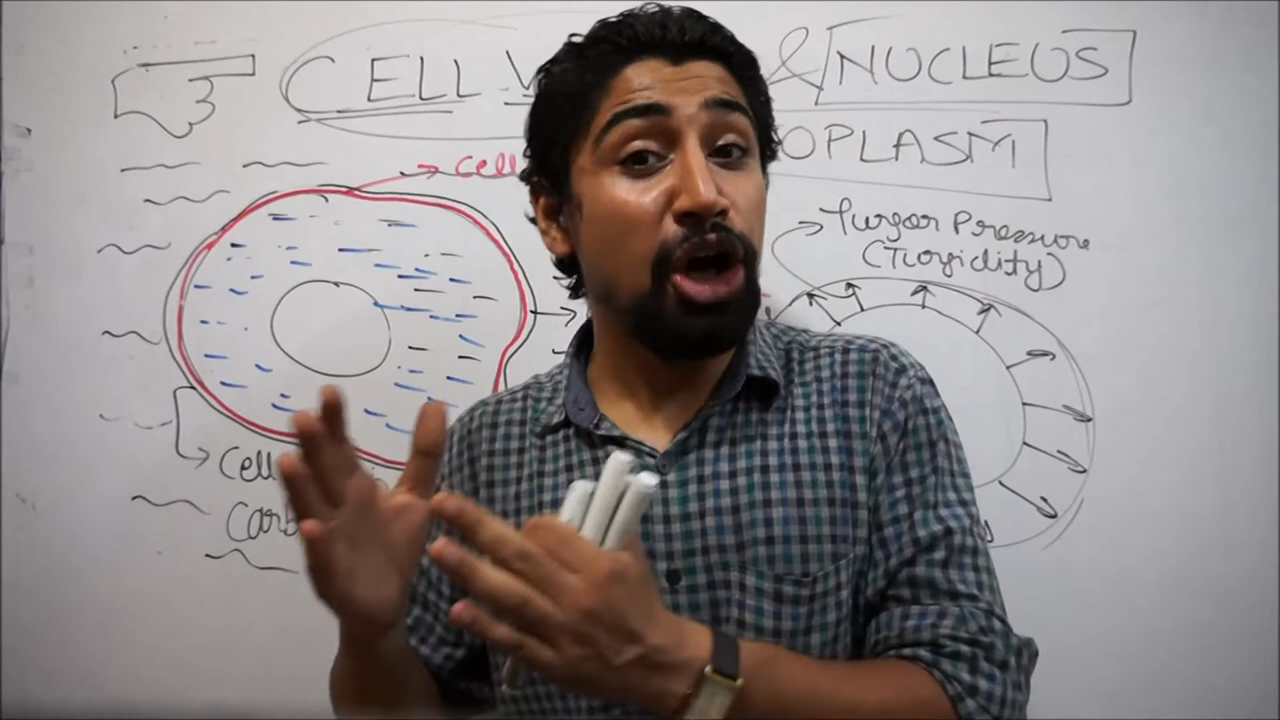 CELL & NUCLEUS
OPLASM
Cell
Turgor Pressure
(Turgidity)
Cell
Carb